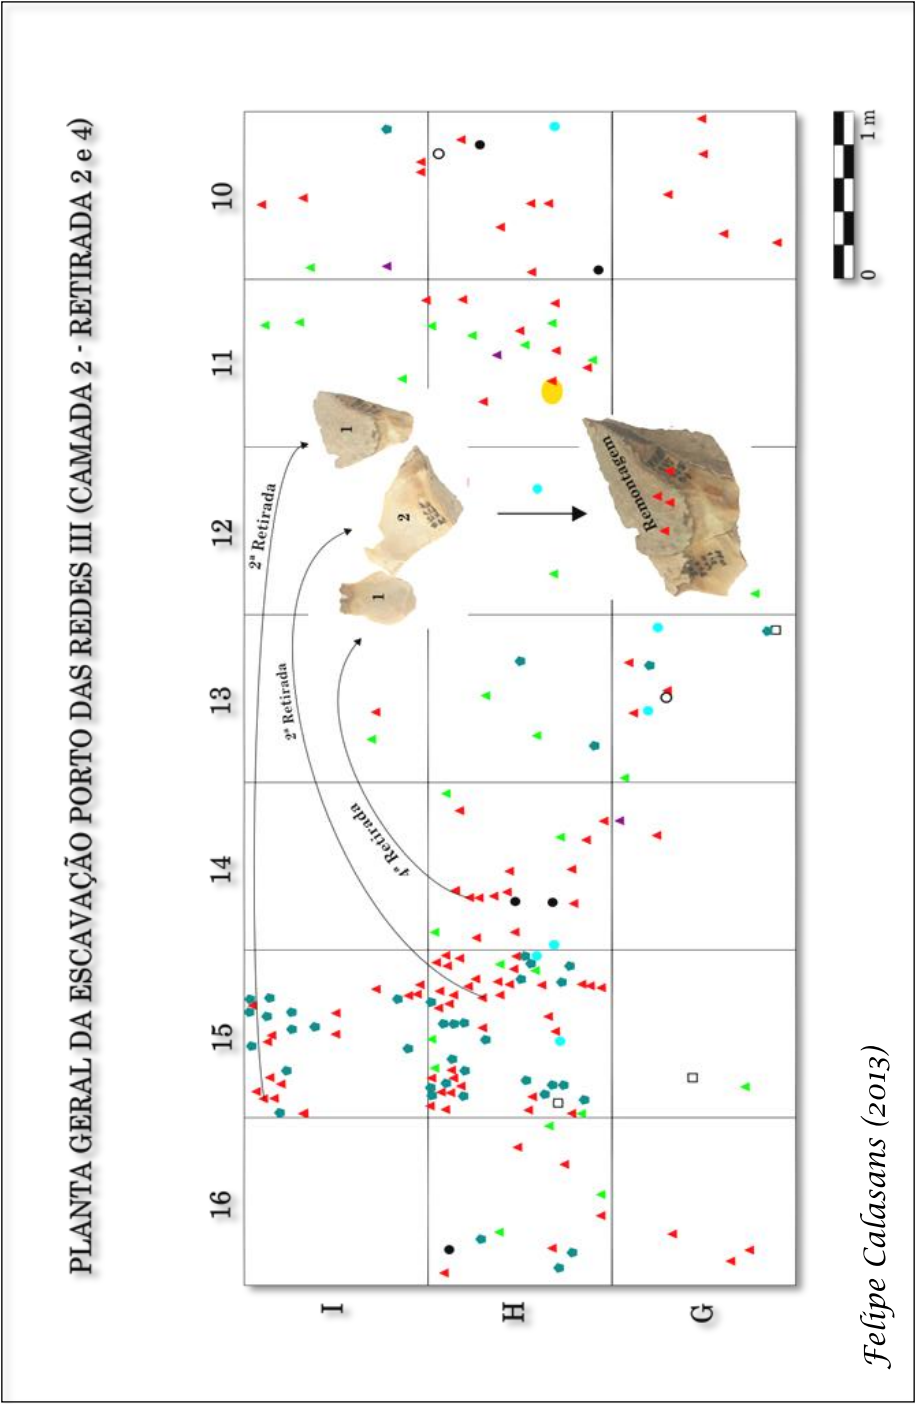 PLANTA GERAL DA ESCAVAÇÃO PORTO DAS REDES III (CAMADA 2 - RETIRADA 2 e 4)
16 15 14 13 12 11 10
I
H
G
2ª Retirada
2ª Retirada
4ª Retirada
1
2
1
Remontagem
0 1 m
Felipe Calasans (2013)